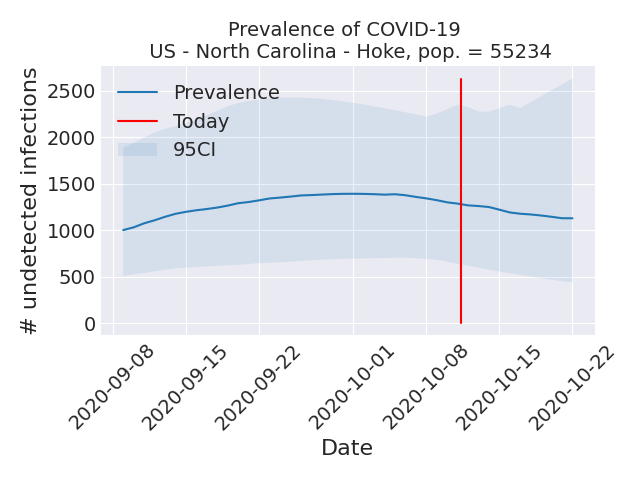 Prevalence of COVID-19
US - North Carolina - Hoke, pop. = 55234
# undetected infections
2500
2000
1500
1000
500
0
Prevalence
Today
95CI
2020-09-08
2020-09-15
2020-09-22
2020-10-01
2020-10-08
2020-10-15
2020-10-22
Date